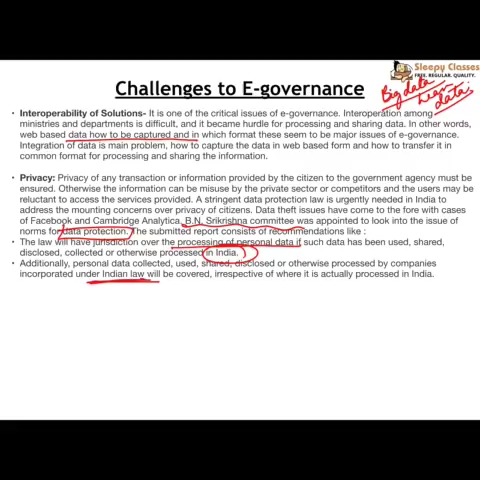 Sleepy Classes
FREE. REGULAR. QUALITY.
Challenges to E-governance
Big data
data
• Interoperability of Solutions- It is one of the critical issues of e-governance. Interoperation among
ministries and departments is difficult, and it became hurdle for processing and sharing data. In other words,
web based data how to be captured and in which format these seem to be major issues of e-governance.
Integration of data is main problem, how to capture the data in web based form and how to transfer it in
common format for processing and sharing the information.
• Privacy: Privacy of any transaction or information provided by the citizen to the government agency must
be ensured. Otherwise the information can be misuse by the private sector or competitors and the users may
be reluctant to access the services provided. A stringent data protection law is urgently needed in India to
address the mounting concerns over privacy of citizens. Data theft issues have come to the fore with cases
of Facebook and Cambridge Analytica, B.N. Srikrishna committee was appointed to look into the issue of
norms for data protection. The submitted report consists of recommendations like :
• The law will have jurisdiction over the processing of personal data if such data has been used, shared,
disclosed, collected or otherwise processed in India.
• Additionally, personal data collected, used, shared, disclosed or otherwise processed by companies
incorporated under Indian law will be covered, irrespective of where it is actually processed in India.